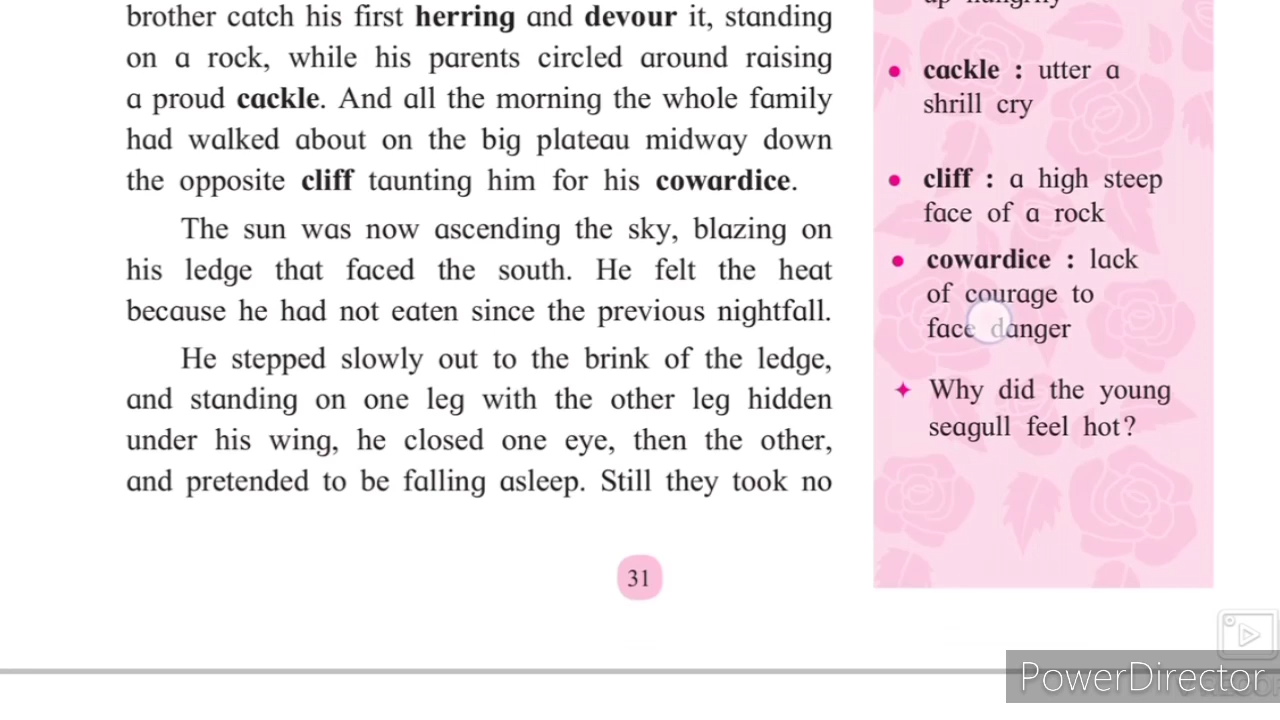 brother catch his first herring and devour it, standing
on a rock, while his parents circled around raising
a proud cackle. And all the morning the whole family
had walked about on the big plateau midway down
the opposite cliff taunting him for his cowardice.
The sun was now ascending the sky, blazing on
his ledge that faced the south. He felt the heat
because he had not eaten since the previous nightfall.
He stepped slowly out to the brink of the ledge,
and standing on one leg with the other leg hidden
under his wing, he closed one eye, then the other,
and pretended to be falling asleep. Still they took no
31
up hungrily
• cackle : utter a
shrill cry
• cliff : a high steep
face of a rock
• cowardice : lack
of courage to
face danger
✦ Why did the young
seagull feel hot?
PowerDirector